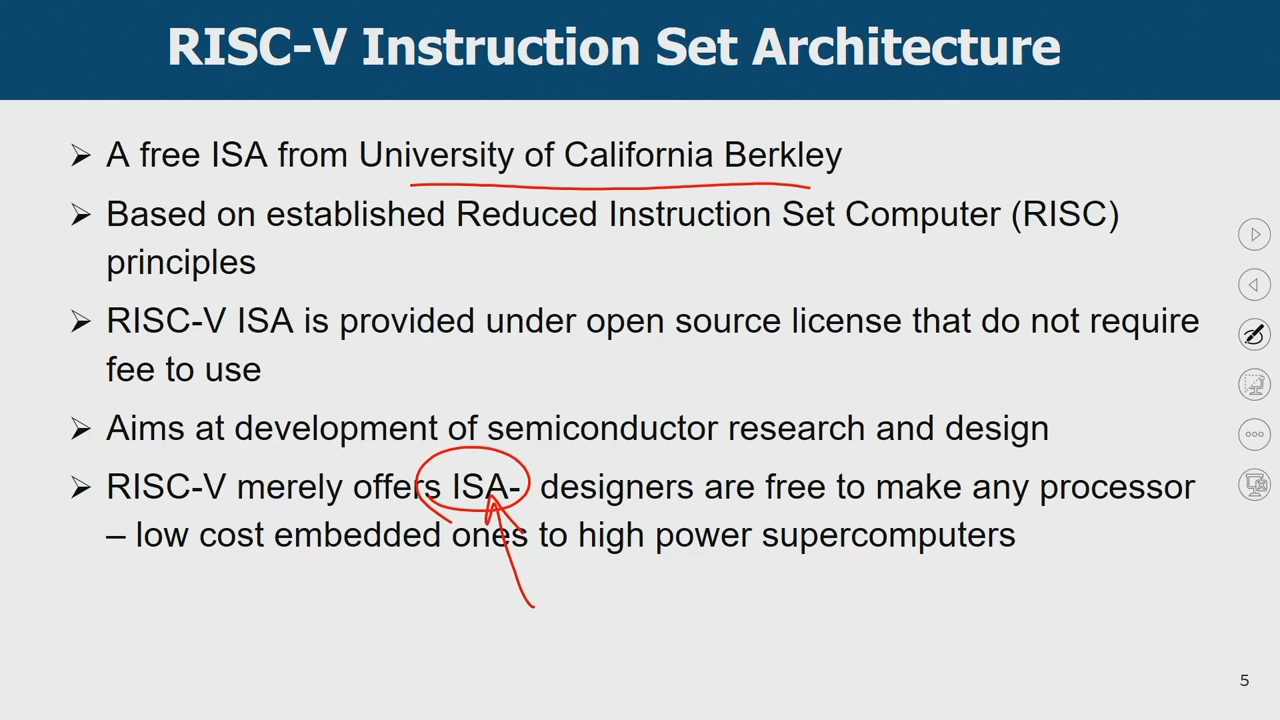 RISC-V Instruction Set Architecture
➢ A free ISA from University of California Berkley
➢ Based on established Reduced Instruction Set Computer (RISC)
principles
➢ RISC-V ISA is provided under open source license that do not require
fee to use
➢ Aims at development of semiconductor research and design
➢ RISC-V merely offers ISA- designers are free to make any processor
– low cost embedded ones to high power supercomputers
5